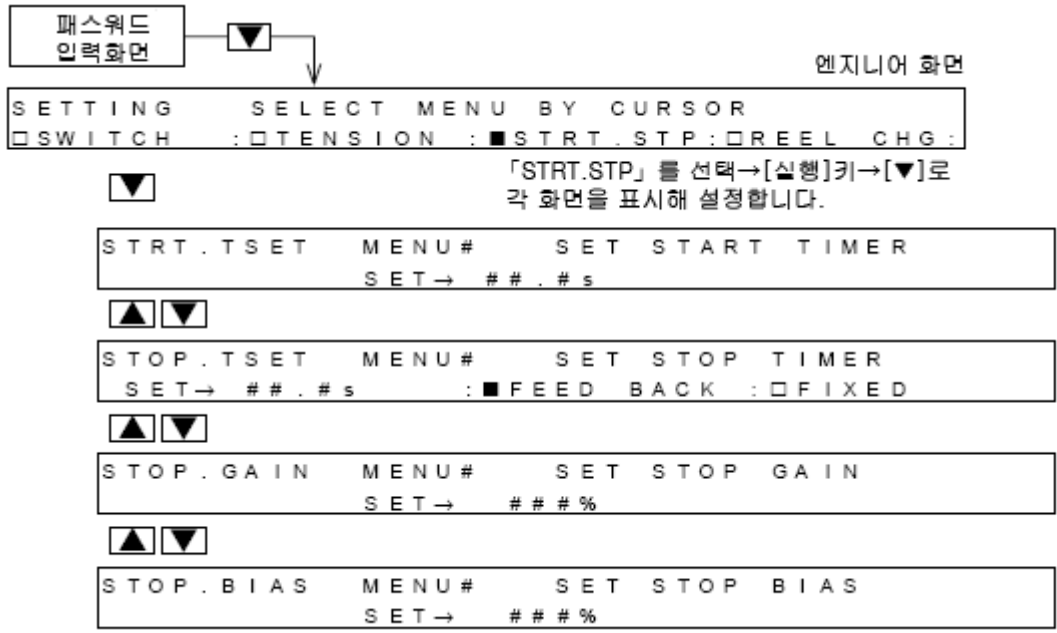 패스워드
입력화면
▼
엔지니어 화면
SETTING SELECT MENU BY CURSOR
□SWITCH :□TENSION :■STRT.STP:□REEL CHG:
▼
「STRT.STP」를 선택→[실행]키→[▼]로
각 화면을 표시해 설정합니다.
STRT.TSET MENU# SET START TIMER
SET→ ##.#s
▲▼
STOP.TSET MENU# SET STOP TIMER
SET→ ##.#s :■FEED BACK :□FIXED
▲▼
STOP.GAIN MENU# SET STOP GAIN
SET→ ###%
▲▼
STOP.BIAS MENU# SET STOP BIAS
SET→ ###%